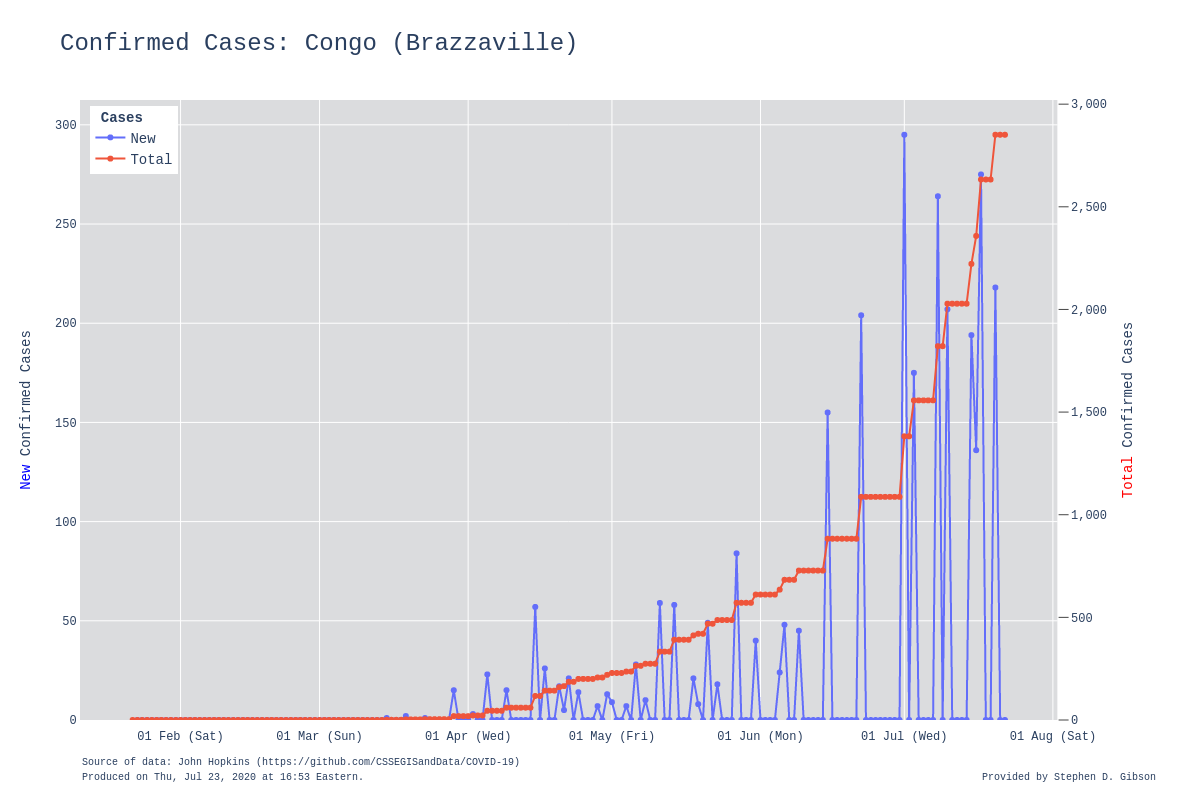 Confirmed Cases: Congo (Brazzaville)
Cases
New
Total
300
250
200
150
100
50
0
3,000
2,500
2,000
1,500
1,000
500
0
New Confirmed Cases
Total Confirmed Cases
01 Feb (Sat)
01 Mar (Sun)
01 Apr (Wed)
01 May (Fri)
01 Jun (Mon)
01 Jul (Wed)
01 Aug (Sat)
Source of data: John Hopkins (https://github.com/CSSEGISandData/COVID-19)
Produced on Thu, Jul 23, 2020 at 16:53 Eastern.
Provided by Stephen D. Gibson